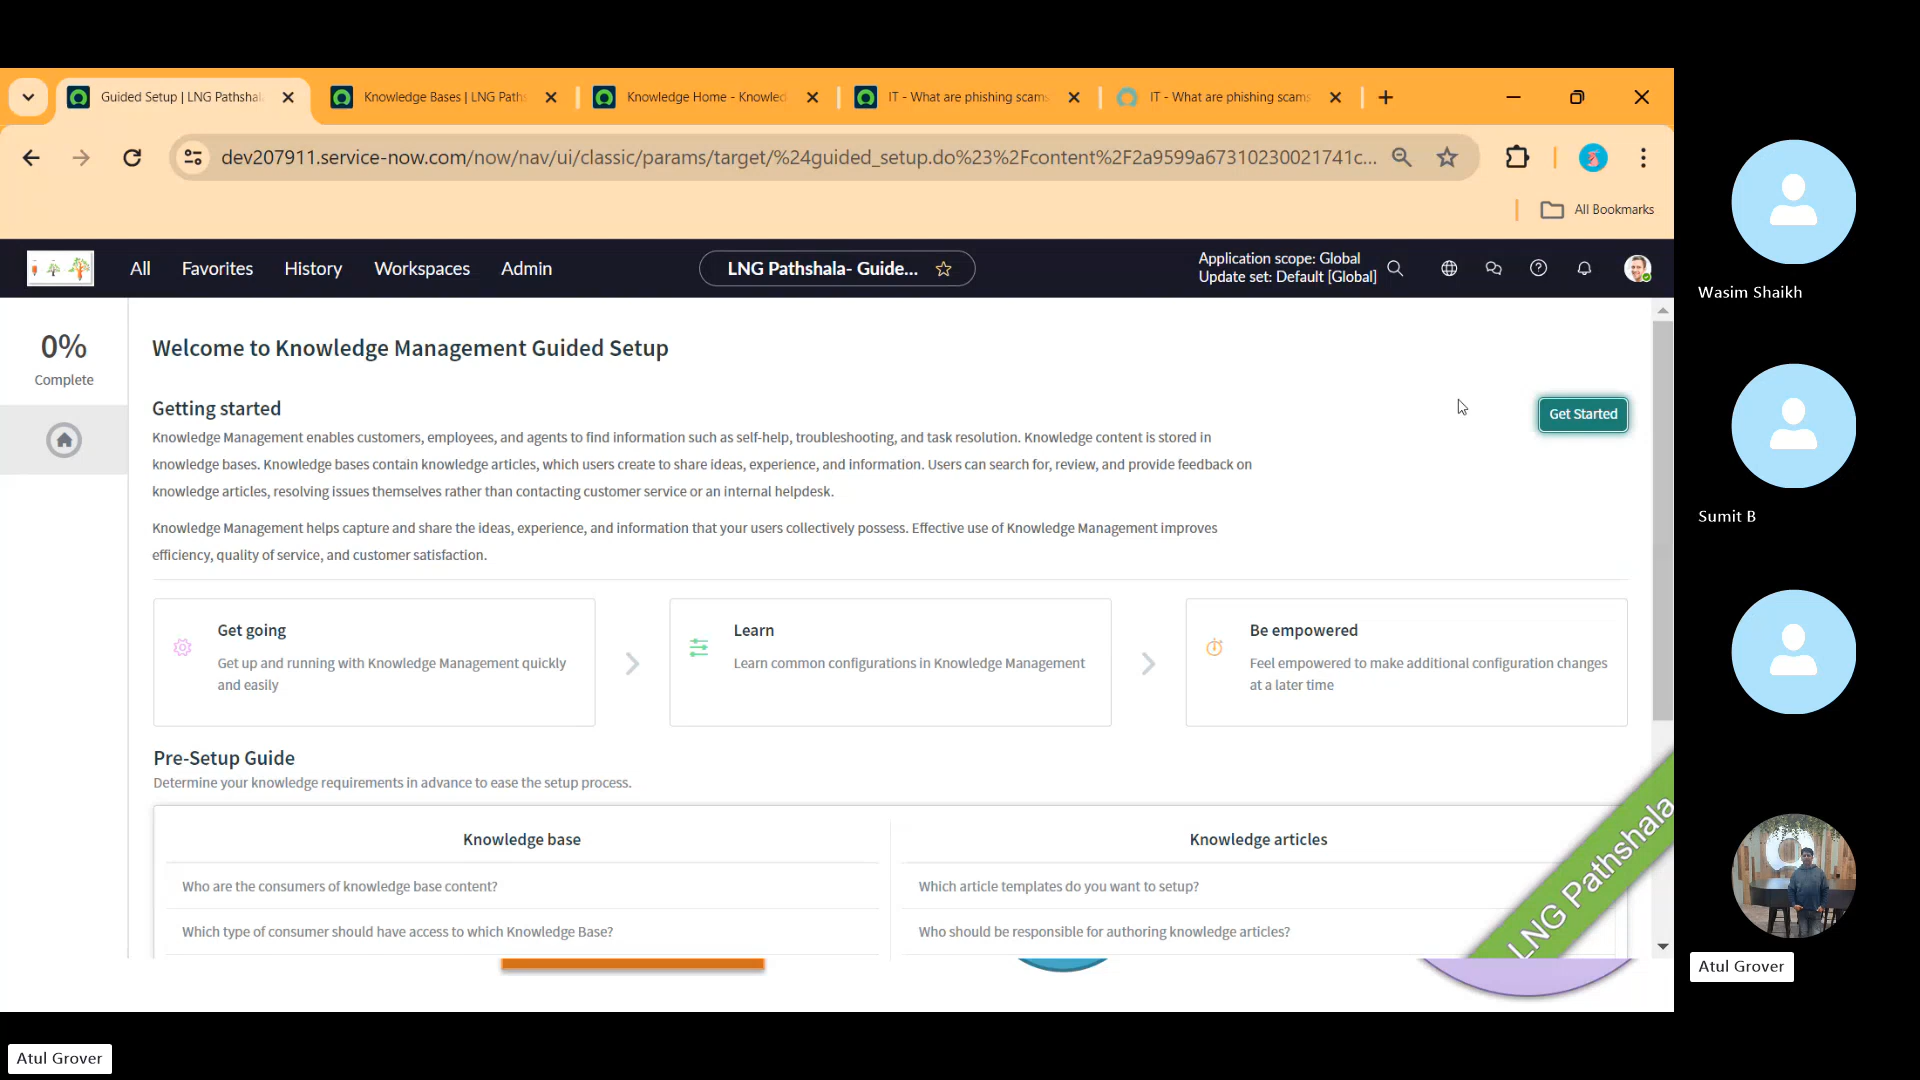 Guided Setup | LNG Pathshal
Knowledge Bases | LNG Paths
Knowledge Home - Knowled
IT - What are phishing scams
IT - What are phishing scams
dev207911.service-now.com/now/nav/ui/classic/params/target/%24guided_setup.do%23%2Fcontent%2F2a9599a67310230021741c...
All Bookmarks
All
Favorites
History
Workspaces
Admin
LNG Pathshala- Guide...
Application scope: Global
Update set: Default [Global]
0%
Complete
Welcome to Knowledge Management Guided Setup
Getting started
Get Started
Knowledge Management enables customers, employees, and agents to find information such as self-help, troubleshooting, and task resolution. Knowledge content is stored in
knowledge bases. Knowledge bases contain knowledge articles, which users create to share ideas, experience, and information. Users can search for, review, and provide feedback on
knowledge articles, resolving issues themselves rather than contacting customer service or an internal helpdesk.
Knowledge Management helps capture and share the ideas, experience, and information that your users collectively possess. Effective use of Knowledge Management improves
efficiency, quality of service, and customer satisfaction.
Get going
Get up and running with Knowledge Management quickly
and easily
Learn
Learn common configurations in Knowledge Management
Be empowered
Feel empowered to make additional configuration changes
at a later time
Pre-Setup Guide
Determine your knowledge requirements in advance to ease the setup process.
Knowledge base
Who are the consumers of knowledge base content?
Which type of consumer should have access to which Knowledge Base?
Knowledge articles
Which article templates do you want to setup?
Who should be responsible for authoring knowledge articles?
LNG Pathshala
Wasim Shaikh
Sumit B
Atul Grover
Atul Grover